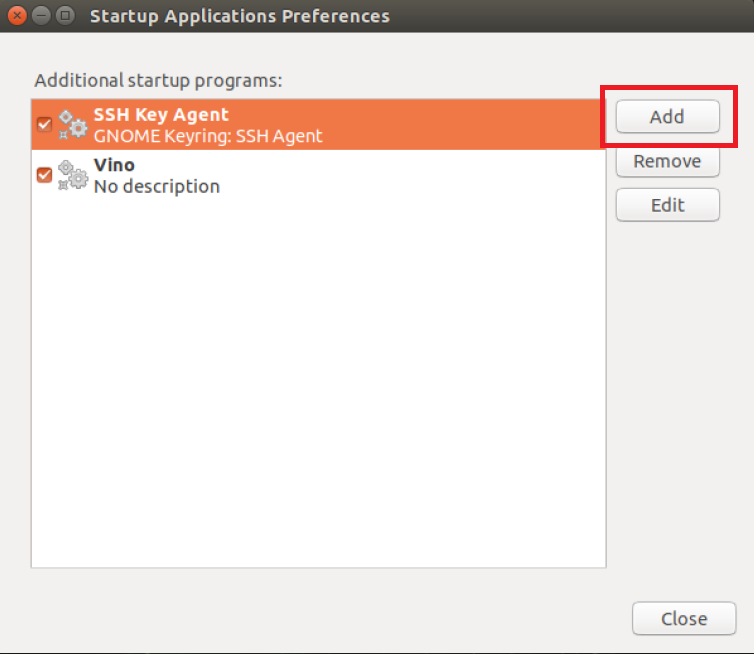 Startup Applications Preferences
Additional startup programs:
SSH Key Agent
GNOME Keyring: SSH Agent
Vino
No description
Add
Remove
Edit
Close